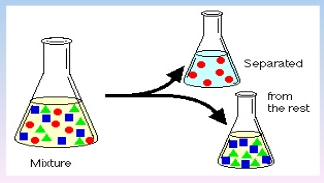 Separated
from
the rest
Mixture